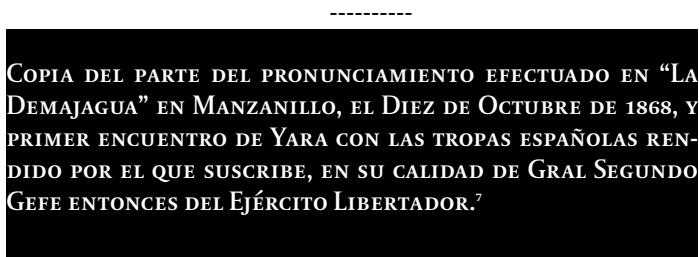 ----------
Copia del parte del pronunciamiento efectuado en “La
Demajagua” en Manzanillo, el Diez de Octubre de 1868, y
primer encuentro de Yara con las tropas españolas ren-
dido por el que suscribe, en su calidad de Gral Segundo
Gefe entonces del Ejército Libertador.⁷